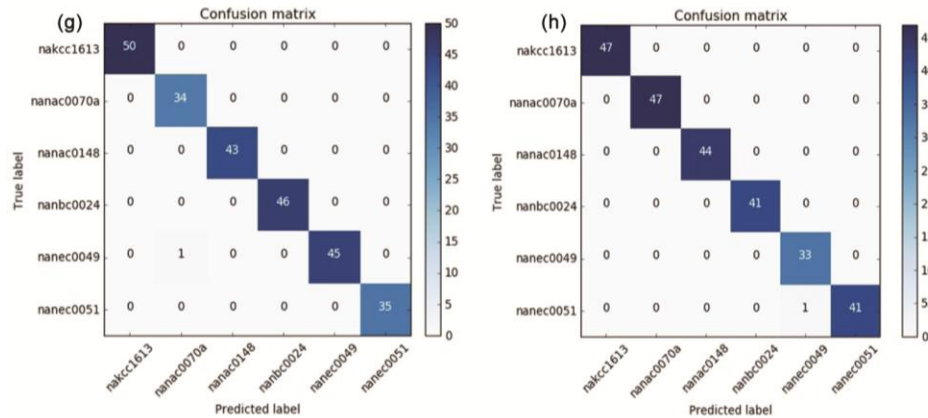 (g) Confusion matrix
nakcc1613 50 0 0 0 0 0
nanac0070a 0 34 0 0 0 0
nanac0148 0 0 43 0 0 0
nanbc0024 0 0 0 46 0 0
nanec0049 0 1 0 0 45 0
nanec0051 0 0 0 0 0 35
50
45
40
35
30
25
20
15
10
5
0
True label
nakcc1613 nanac0070a nanac0148 nanbc0024 nanec0049 nanec0051
Predicted label
(h) Confusion matrix
nakcc1613 47 0 0 0 0 0
nanac0070a 0 47 0 0 0 0
nanac0148 0 0 44 0 0 0
nanbc0024 0 0 0 41 0 0
nanec0049 0 0 0 0 33 0
nanec0051 0 0 0 0 1 41
True label
nakcc1613 nanac0070a nanac0148 nanbc0024 nanec0049 nanec0051
Predicted label